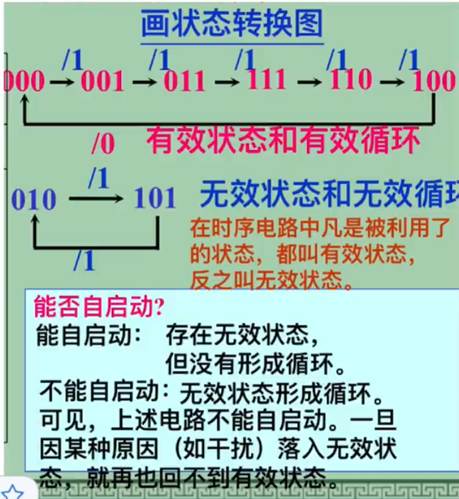 画状态转换图
/1 /1 /1 /1 /1
000→001→011→111→110→100
/0 有效状态和有效循环
/1
010→101 无效状态和无效循环
/1
在时序电路中凡是被利用了
的状态，都叫有效状态，
反之叫无效状态。
能否自启动?
能自启动： 存在无效状态，
但没有形成循环。
不能自启动：无效状态形成循环。
可见，上述电路不能自启动。一旦
因某种原因（如干扰）落入无效状
态，就再也回不到有效状态。